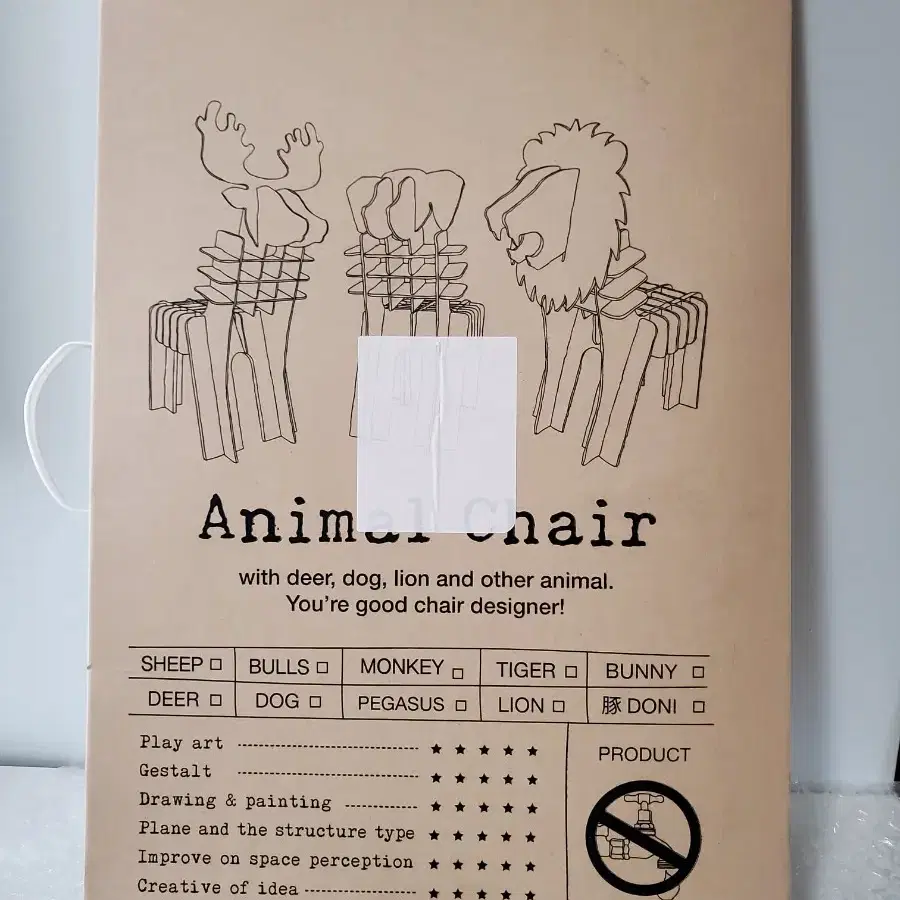 Animal Chair
with deer, dog, lion and other animal.
You're good chair designer!
SHEEP □ BULLS □ MONKEY □ TIGER □ BUNNY □
DEER □ DOG □ PEGASUS □ LION □ 豚 DONI □
Play art ★ ★ ★ ★ ★
Gestalt ★ ★ ★ ★ ★
Drawing & painting ★ ★ ★ ★ ★
Plane and the structure type ★ ★ ★ ★ ★
Improve on space perception ★ ★ ★ ★ ★
Creative of idea ★ ★ ★ ★ ★
PRODUCT